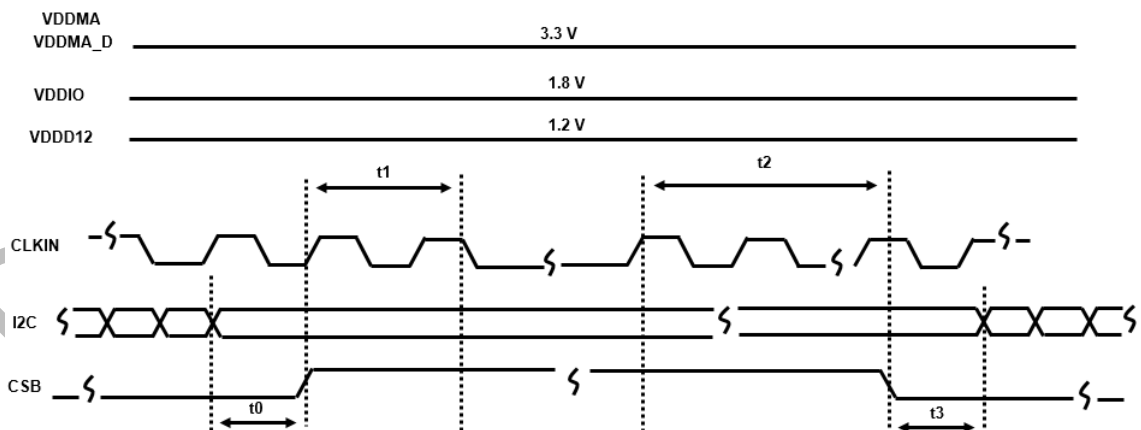 VDDMA
VDDMA_D
3.3 V
VDDIO
1.8 V
VDDD12
1.2 V
t1
t2
CLKIN
I2C
CSB
t0
t3